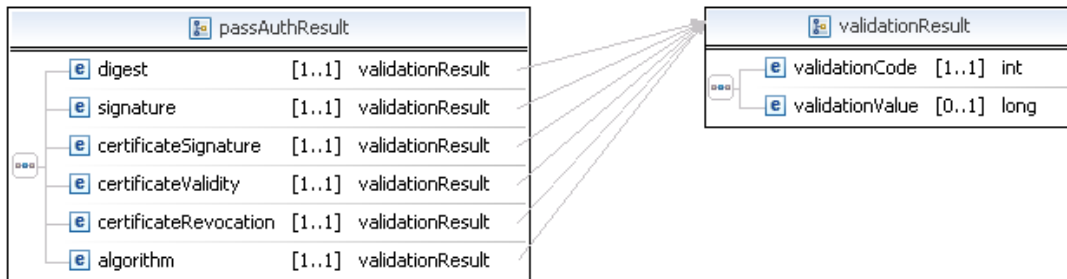 passAuthResult
e digest [1..1] validationResult
e signature [1..1] validationResult
e certificateSignature [1..1] validationResult
e certificateValidity [1..1] validationResult
e certificateRevocation [1..1] validationResult
e algorithm [1..1] validationResult
validationResult
e validationCode [1..1] int
e validationValue [0..1] long